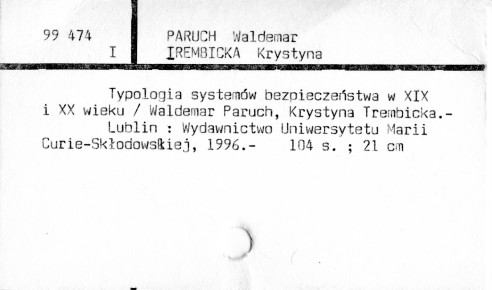 99 474 PARUCH Waldemar
I TREMBICKA Krystyna
Typologia systemów bezpieczeństwa w XIX
i XX wieku / Waldemar Paruch, Krystyna Trembicka.-
Lublin : Wydawnictwo Uniwersytetu Marii
Curie-Skłodowskiej, 1996.- 104 s. ; 21 cm